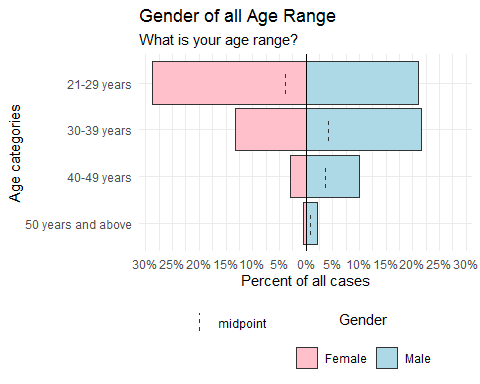 Gender of all Age Range
What is your age range?
Age categories
21-29 years
30-39 years
40-49 years
50 years and above
30% 25% 20% 15% 10% 5% 0% 5% 10% 15% 20% 25% 30%
Percent of all cases
midpoint
Gender
Female Male